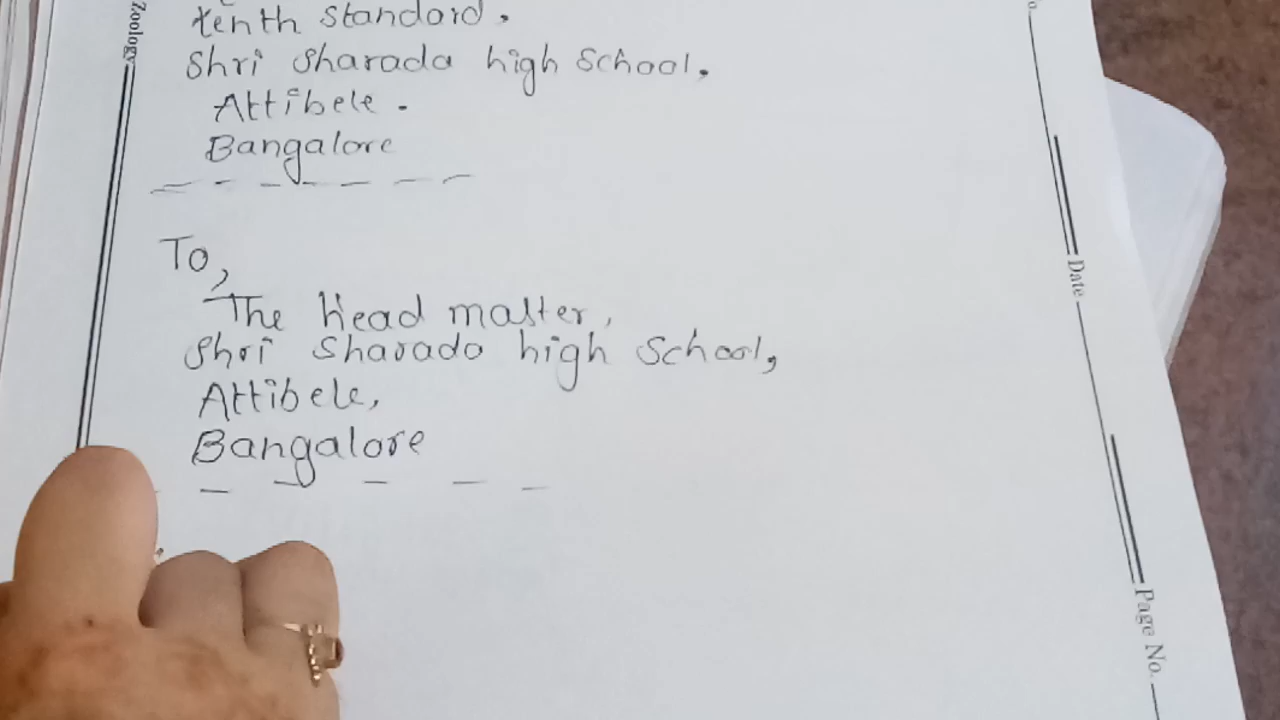 Zoology
tenth standard.
Shri Sharada high School,
Attibele.
Bangalore
To,
The Head master,
Shri Sharada high School,
Attibele,
Bangalore
Date
Page No.